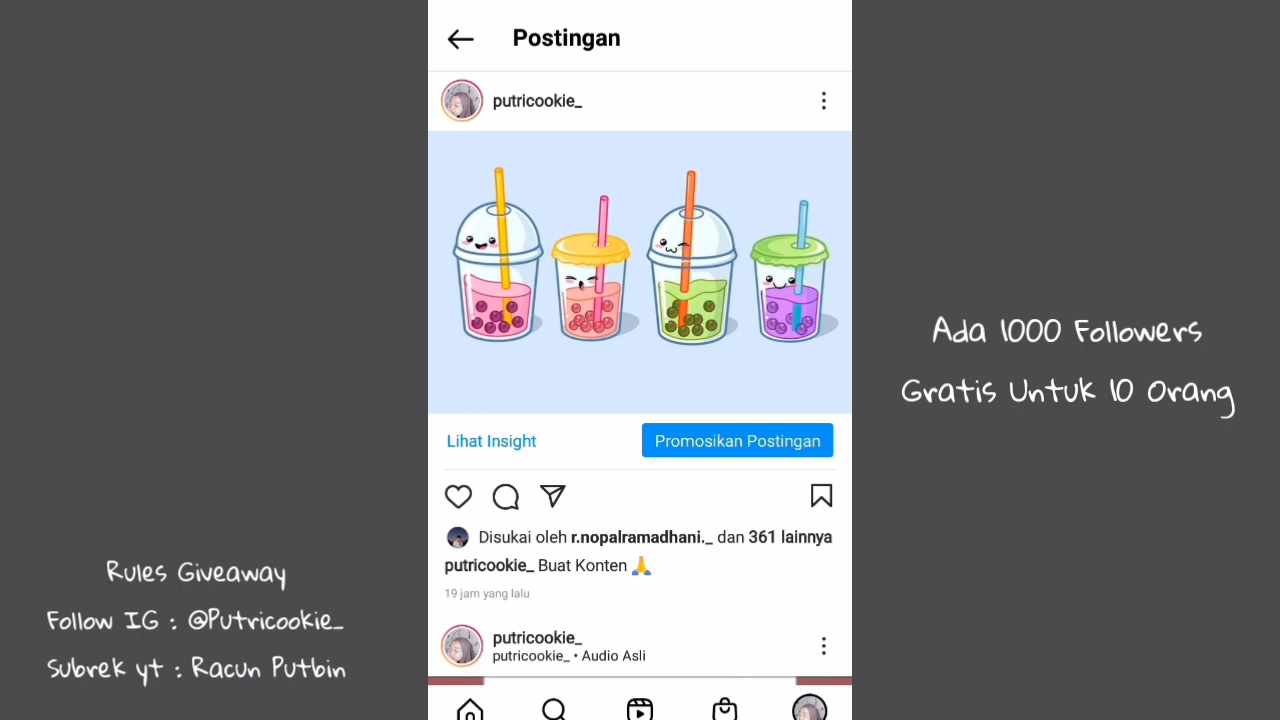 Postingan
putricookie_
Lihat Insight
Promosikan Postingan
Disukai oleh r.nopalramadhani._ dan 361 lainnya
putricookie_ Buat Konten 🙏
19 jam yang lalu
putricookie_
putricookie_ • Audio Asli
Rules Giveaway
Follow IG : @Putricookie_
Subrek yt : Racun Putbin
Ada 1000 Followers
Gratis Untuk 10 Orang